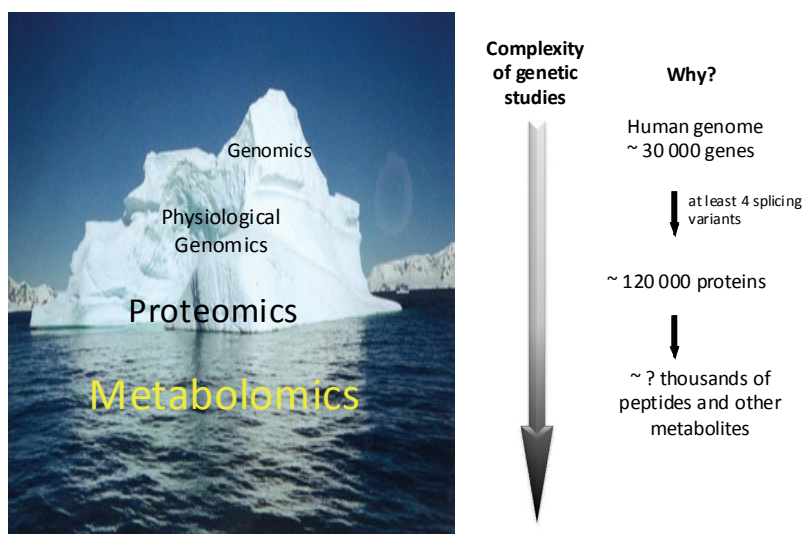 Genomics
Physiological
Genomics
Proteomics
Metabolomics
Complexity
of genetic
studies
Why?
Human genome
~ 30 000 genes
at least 4 splicing
variants
~ 120 000 proteins
~ ? thousands of
peptides and other
metabolites